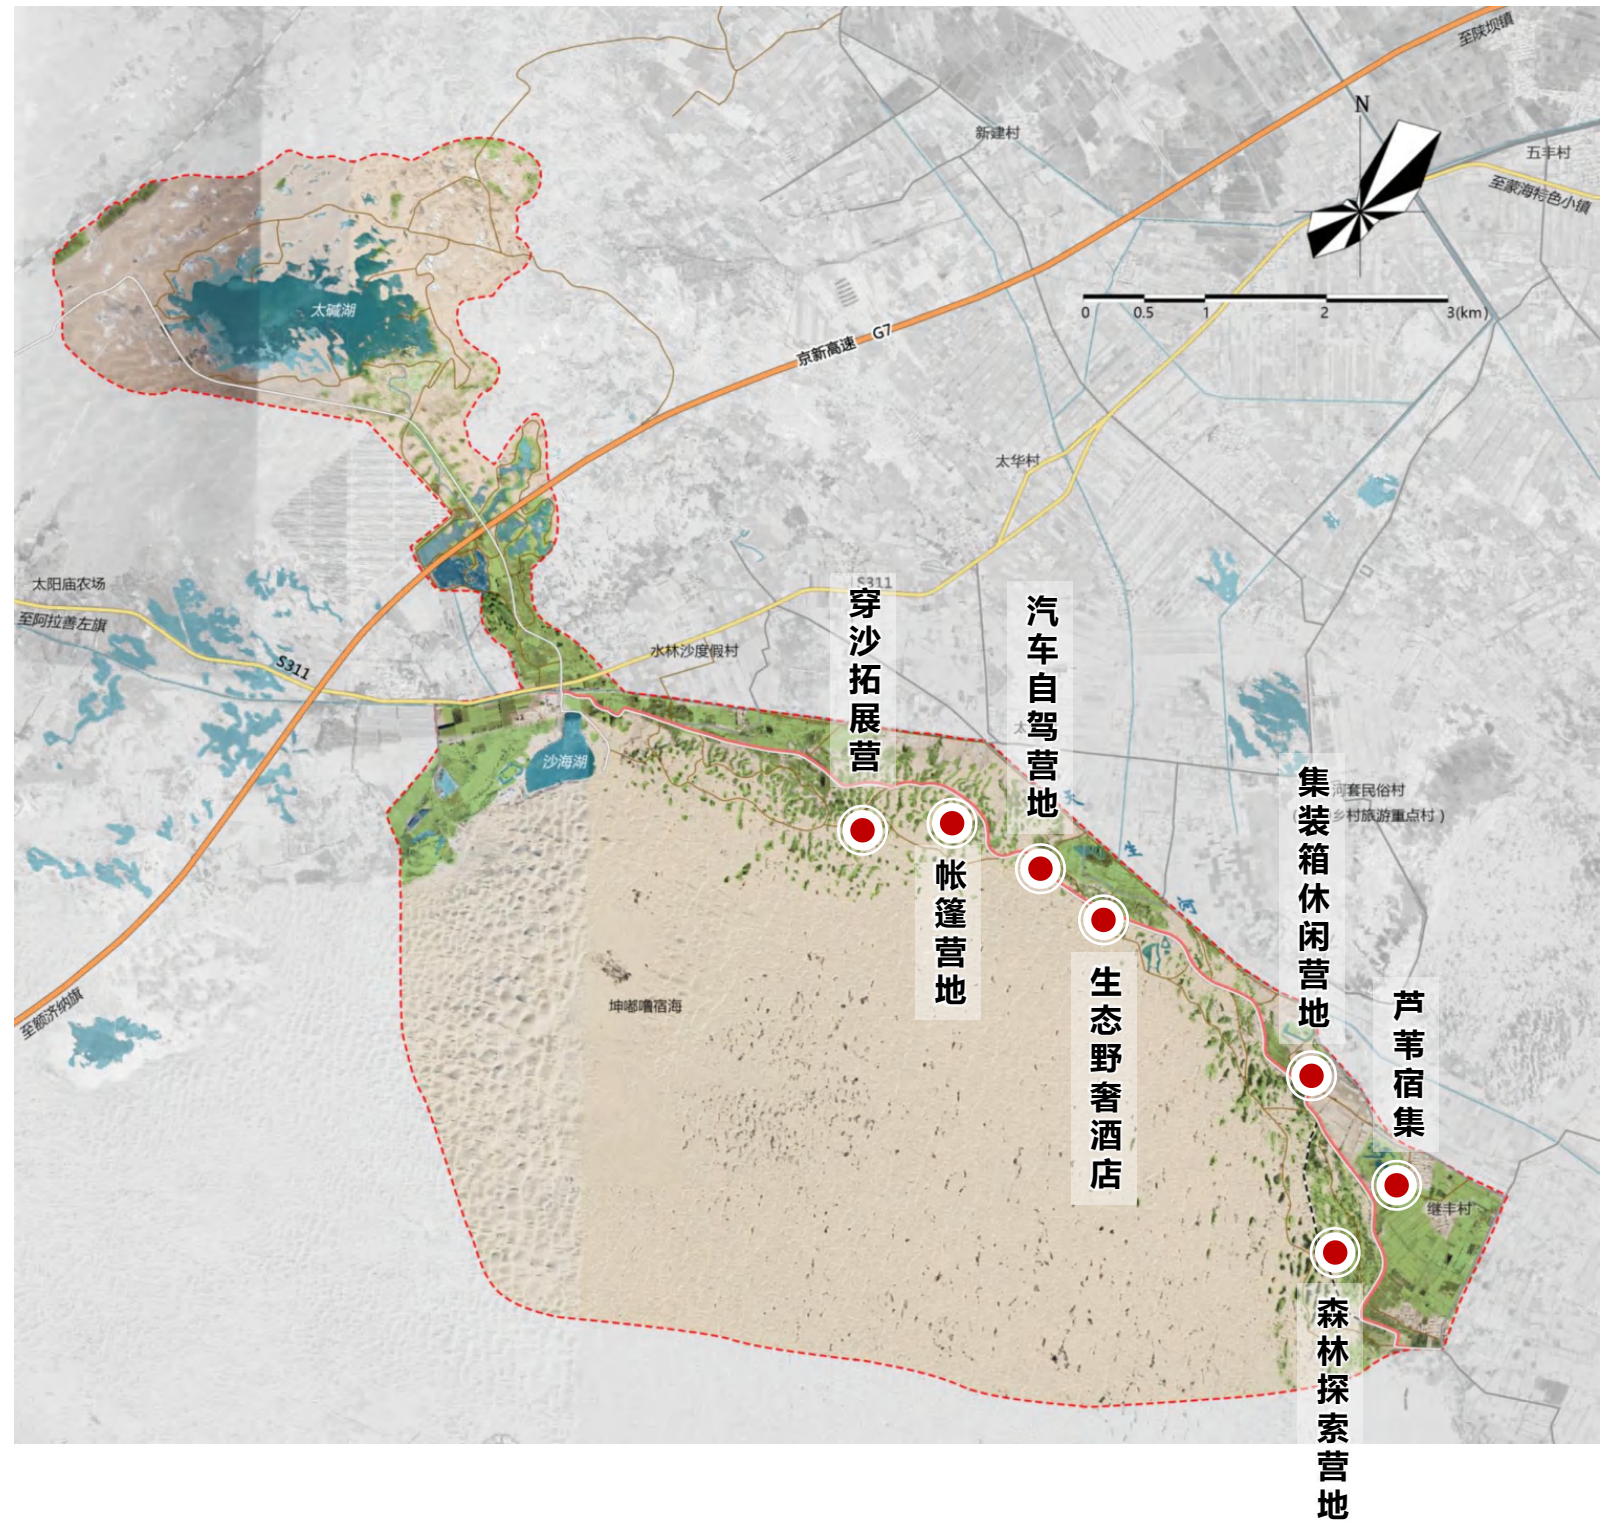 至陕坝镇
N
新建村
五丰村
至蒙海特色小镇
太碱湖
0 0.5 1 2 3(km)
京新高速 G7
太华村
太阳庙农场
至阿拉善左旗
S311
S311
水林沙度假村
穿沙拓展营
汽车自驾营地
太
沙海湖
集装箱休闲营地
河套民俗村
乡村旅游重点村）
帐篷营地
河
生态野奢酒店
坤嘟噜宿海
至额济纳旗
芦苇宿集
继丰村
森林探索营地